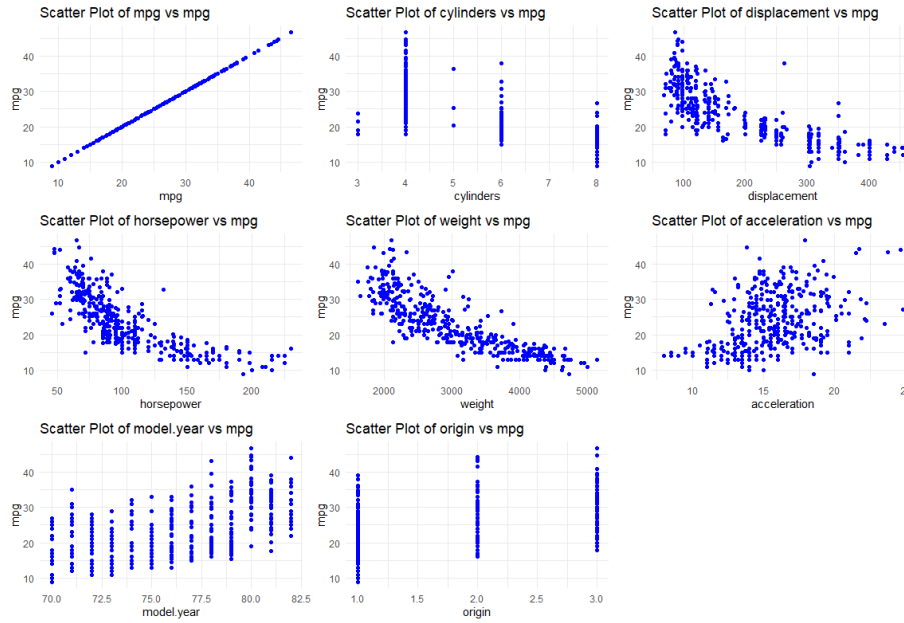 Scatter Plot of mpg vs mpg
40
30
20
10
mpg
10
20
30
40
mpg
Scatter Plot of cylinders vs mpg
40
30
20
10
mpg
3
4
5
6
7
8
cylinders
Scatter Plot of displacement vs mpg
40
30
20
10
mpg
100
200
300
400
displacement
Scatter Plot of horsepower vs mpg
40
30
20
10
mpg
50
100
150
200
horsepower
Scatter Plot of weight vs mpg
40
30
20
10
mpg
2000
3000
4000
5000
weight
Scatter Plot of acceleration vs mpg
40
30
20
10
mpg
10
15
20
acceleration
Scatter Plot of model.year vs mpg
40
30
20
10
mpg
70.0
72.5
75.0
77.5
80.0
82.5
model.year
Scatter Plot of origin vs mpg
40
30
20
10
mpg
1.0
1.5
2.0
2.5
3.0
origin